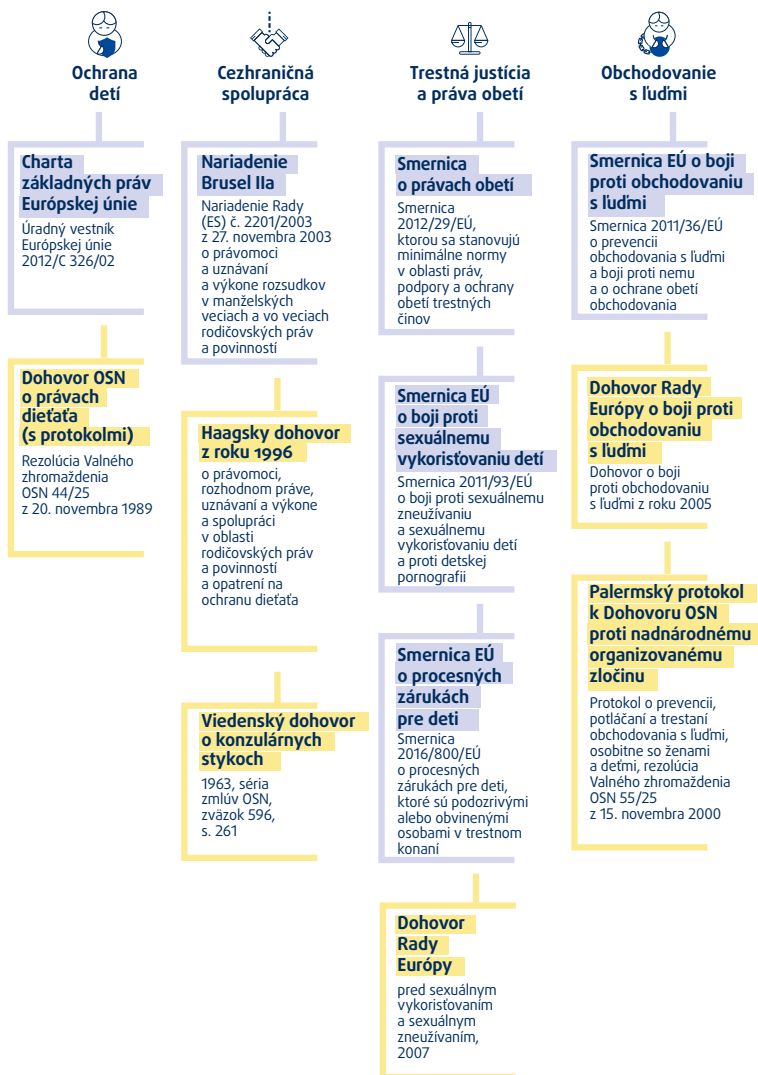 Ochrana
detí
Charta
základných práv
Európskej únie
Úradný vestník
Európskej únie
2012/C 326/02
Dohovor OSN
o právach
dieťaťa
(s protokolmi)
Rezolúcia Valného
zhromaždenia
OSN 44/25
z 20. novembra 1989
Cezhraničná
spolupráca
Nariadenie
Brusel IIa
Nariadenie Rady
(ES) č. 2201/2003
z 27. novembra 2003
o právomoci
a uznávaní
a výkone rozsudkov
v manželských
veciach a vo veciach
rodičovských práv
a povinností
Haagsky dohovor
z roku 1996
o právomoci,
rozhodnom práve,
uznávaní a výkone
a spolupráci
v oblasti
rodičovských práv
a povinností
a opatrení na
ochranu dieťaťa
Viedenský dohovor
o konzulárnych
stykoch
1963, séria
zmlúv OSN,
zväzok 596,
s. 261
Trestná justícia
a práva obetí
Smernica
o právach obetí
Smernica
2012/29/EÚ,
ktorou sa stanovujú
minimálne normy
v oblasti práv,
podpory a ochrany
obetí trestných
činov
Smernica EÚ
o boji proti
sexuálnemu
vykorisťovaniu detí
Smernica 2011/93/EÚ
o boji proti sexuálnemu
zneužívaniu
a sexuálnemu
vykorisťovaniu detí
a proti detskej
pornografii
Smernica EÚ
o procesných
zárukách
pre deti
Smernica
2016/800/EÚ
o procesných
zárukách pre deti,
ktoré sú podozrivými
alebo obvinenými
osobami v trestnom
konaní
Dohovor
Rady
Európy
pred sexuálnym
vykorisťovaním
a sexuálnym
zneužívaním,
2007
Obchodovanie
s ľuďmi
Smernica EÚ o boji
proti obchodovaniu
s ľuďmi
Smernica 2011/36/EÚ
o prevencii
obchodovania s ľuďmi
a boji proti nemu
a o ochrane obetí
obchodovania
Dohovor Rady
Európy o boji proti
obchodovaniu
s ľuďmi
Dohovor o boji
proti obchodovaniu
s ľuďmi z roku 2005
Palermský protokol
k Dohovoru OSN
proti nadnárodnému
organizovanému
zločinu
Protokol o prevencii,
potláčaní a trestaní
obchodovania s ľuďmi,
osobitne so ženami
a deťmi, rezolúcia
Valného zhromaždenia
OSN 55/25
z 15. novembra 2000